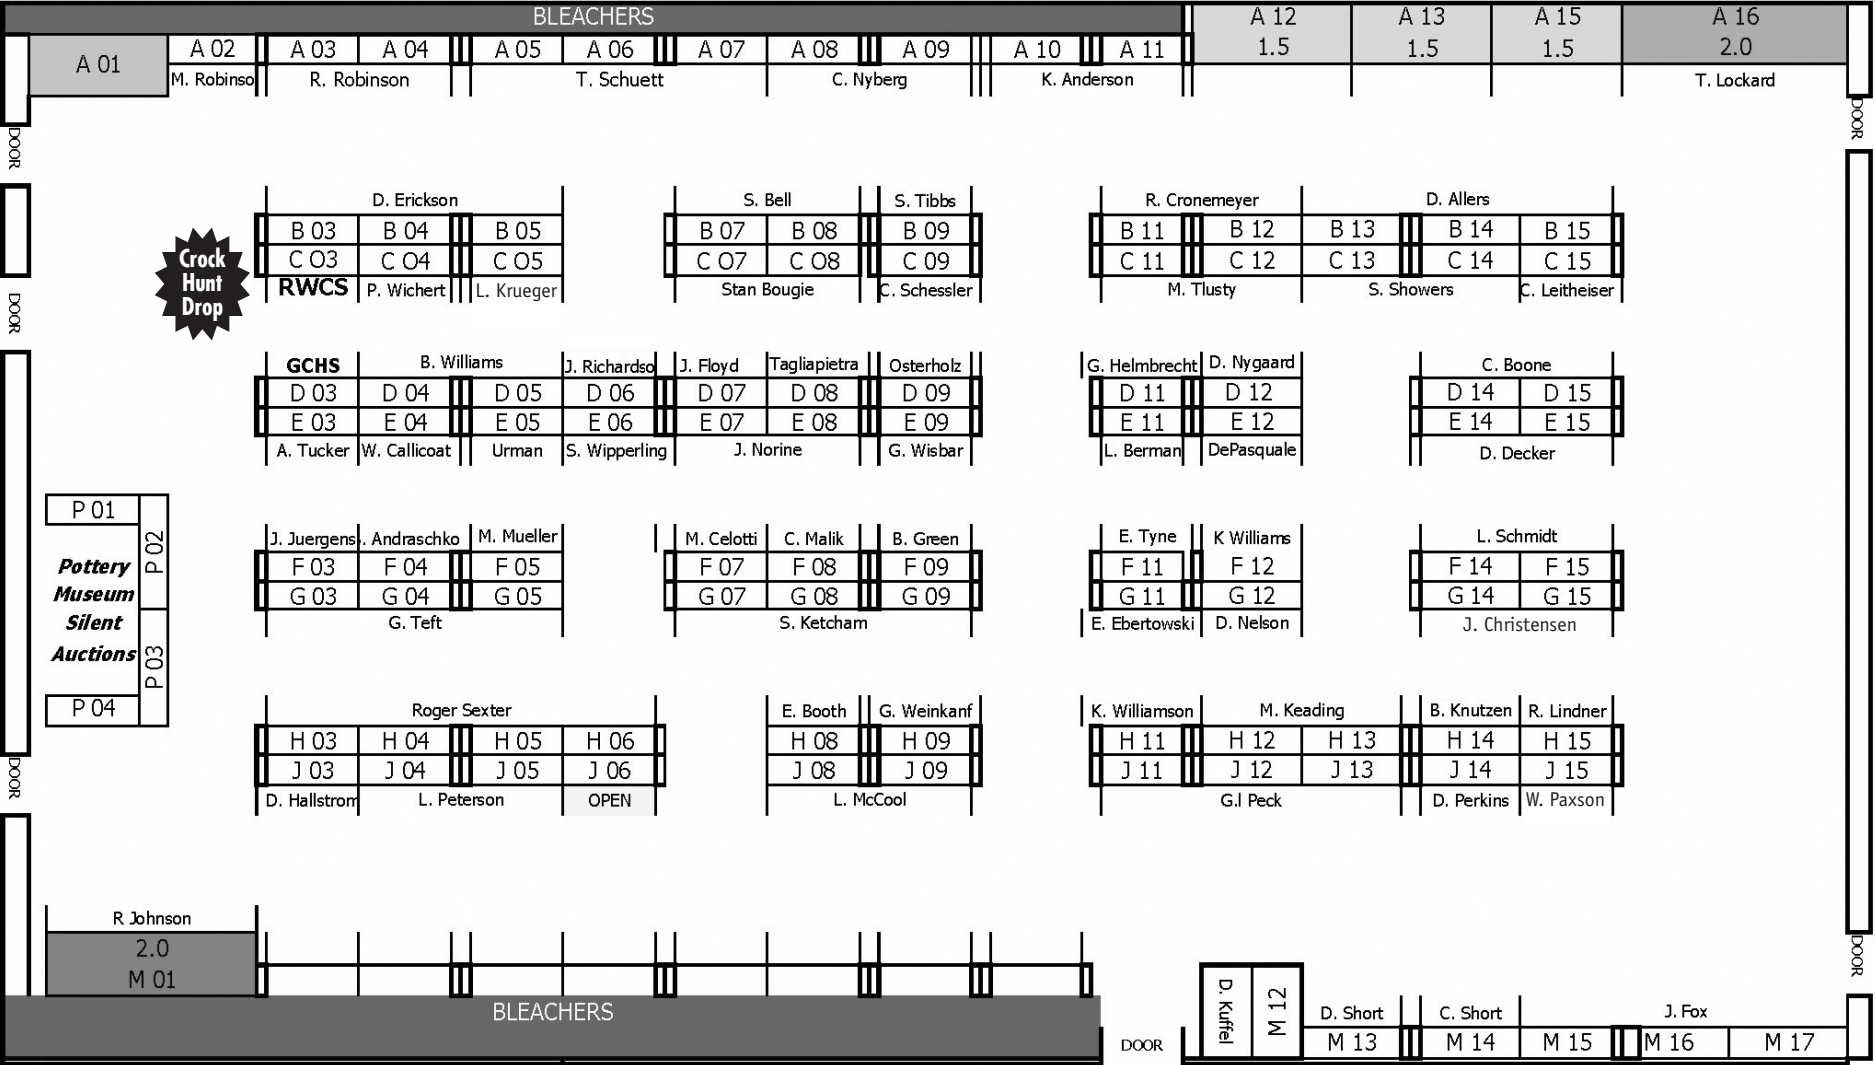 BLEACHERS
A 12 A 13 A 15 A 16
1.5 1.5 1.5 2.0
A 01 A 02 A 03 A 04 A 05 A 06 A 07 A 08 A 09 A 10 A 11
M. Robinso R. Robinson T. Schuett C. Nyberg K. Anderson T. Lockard
DOOR DOOR
D. Erickson S. Bell S. Tibbs R. Cronemeyer D. Allers
B 03 B 04 B 05 B 07 B 08 B 09 B 11 B 12 B 13 B 14 B 15
C O3 C O4 C O5 C O7 C O8 C 09 C 11 C 12 C 13 C 14 C 15
RWCS P. Wichert L. Krueger Stan Bougie C. Schessler M. Tlusty S. Showers C. Leitheiser
Crock
Hunt
Drop
DOOR
GCHS B. Williams J. Richardso J. Floyd Tagliapietra Osterholz G. Helmbrecht D. Nygaard C. Boone
D 03 D 04 D 05 D 06 D 07 D 08 D 09 D 11 D 12 D 14 D 15
E 03 E 04 E 05 E 06 E 07 E 08 E 09 E 11 E 12 E 14 E 15
A. Tucker W. Callicoat Urman S. Wipperling J. Norine G. Wisbar L. Berman DePasquale D. Decker
P 01
P 02
Pottery
Museum
Silent
Auctions
P 03
P 04
J. Juergens . Andraschko M. Mueller M. Celotti C. Malik B. Green E. Tyne K Williams L. Schmidt
F 03 F 04 F 05 F 07 F 08 F 09 F 11 F 12 F 14 F 15
G 03 G 04 G 05 G 07 G 08 G 09 G 11 G 12 G 14 G 15
G. Teft S. Ketcham E. Ebertowski D. Nelson J. Christensen
Roger Sexter E. Booth G. Weinkanf K. Williamson M. Keading B. Knutzen R. Lindner
H 03 H 04 H 05 H 06 H 08 H 09 H 11 H 12 H 13 H 14 H 15
J 03 J 04 J 05 J 06 J 08 J 09 J 11 J 12 J 13 J 14 J 15
D. Hallstrom L. Peterson OPEN L. McCool G.l Peck D. Perkins W. Paxson
DOOR
R Johnson
2.0
M 01
DOOR
BLEACHERS
DOOR
D. Kuffel M 12 D. Short C. Short J. Fox
M 13 M 14 M 15 M 16 M 17